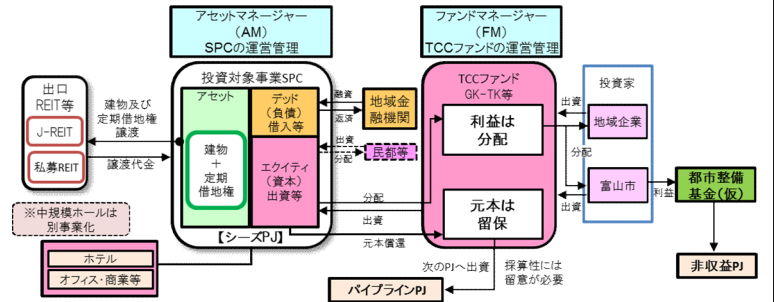 アセットマネージャー
(AM)
SPCの運営管理
ファンドマネージャー
(FM)
TCCファンドの運営管理
出口
REIT等
J-REIT
私募REIT
建物及び
定期借地権
譲渡
譲渡代金
※中規模ホールは
別事業化
ホテル
オフィス・商業等
投資対象事業SPC
アセット
建物
+
定期
借地権
デッド
(負債)
借入等
エクイティ
(資本)
出資等
【シーズPJ】
融資
返済
地域金
融機関
出資
分配
民都等
分配
出資
元本償還
TCCファンド
GK-TK等
利益は
分配
元本は
留保
次のPJへ出資
採算性には
留意が必要
パイプラインPJ
投資家
出資
地域企業
分配
富山市
出資
利益
都市整備
基金(仮)
非収益PJ